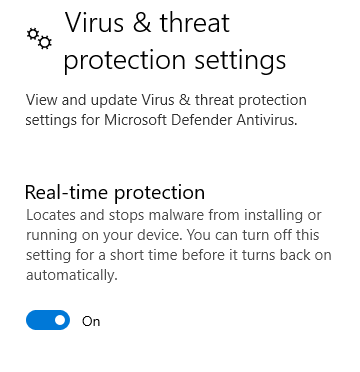 Virus & threat
protection settings
View and update Virus & threat protection
settings for Microsoft Defender Antivirus.
Real-time protection
Locates and stops malware from installing or
running on your device. You can turn off this
setting for a short time before it turns back on
automatically.
On